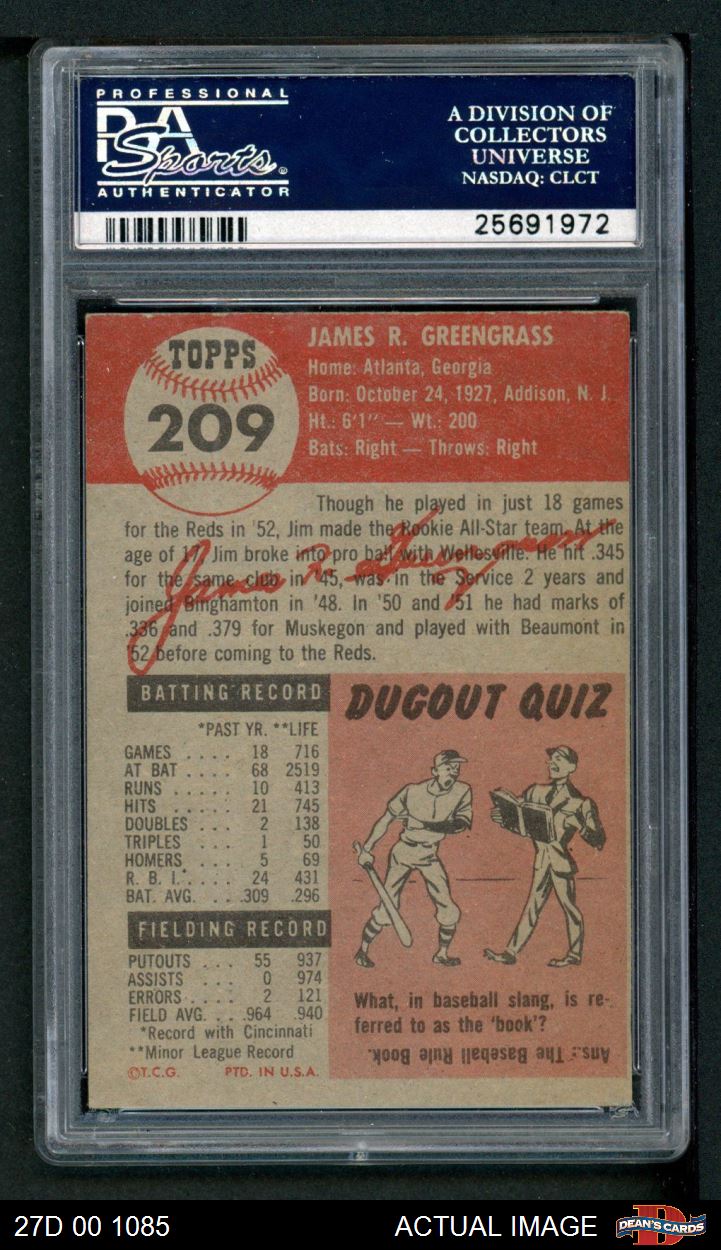 PROFESSIONAL
PSA
Sports®
AUTHENTICATOR
A DIVISION OF
COLLECTORS
UNIVERSE
NASDAQ: CLCT
25691972
TOPPS
209
JAMES R. GREENGRASS
Home: Atlanta, Georgia
Born: October 24, 1927, Addison, N. J.
Ht.: 6'1" — Wt.: 200
Bats: Right — Throws: Right
Though he played in just 18 games
for the Reds in '52, Jim made the Rookie All-Star team. At the
age of 17, Jim broke into pro ball with Wellesville. He hit .345
for the same club in '45, was in the Service 2 years and
joined Binghamton in '48. In '50 and '51 he had marks of
.336 and .379 for Muskegon and played with Beaumont in
'52 before coming to the Reds.
James R. Greengrass
BATTING RECORD
*PAST YR. **LIFE
GAMES .... 18 716
AT BAT .... 68 2519
RUNS .... 10 413
HITS .... 21 745
DOUBLES ... 2 138
TRIPLES ... 1 50
HOMERS ... 5 69
R. B. I. .... 24 431
BAT. AVG. .. .309 .296
FIELDING RECORD
PUTOUTS ... 55 937
ASSISTS ... 0 974
ERRORS .... 2 121
FIELD AVG. .. .964 .940
*Record with Cincinnati
**Minor League Record
©T.C.G. PTD. IN U.S.A.
DUGOUT QUIZ
What, in baseball slang, is re-
ferred to as the 'book'?
Ans.: The Baseball Rule Book.
27D 00 1085
ACTUAL IMAGE
D
DEAN'S CARDS